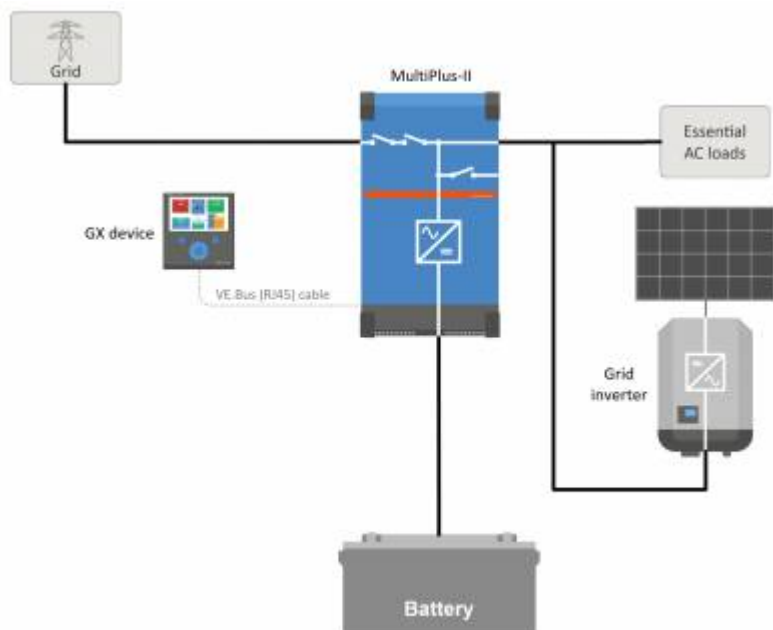 Grid
MultiPlus-II
Essential
AC loads
GX device
VE.Bus (RJ45) cable
Grid
inverter
Battery